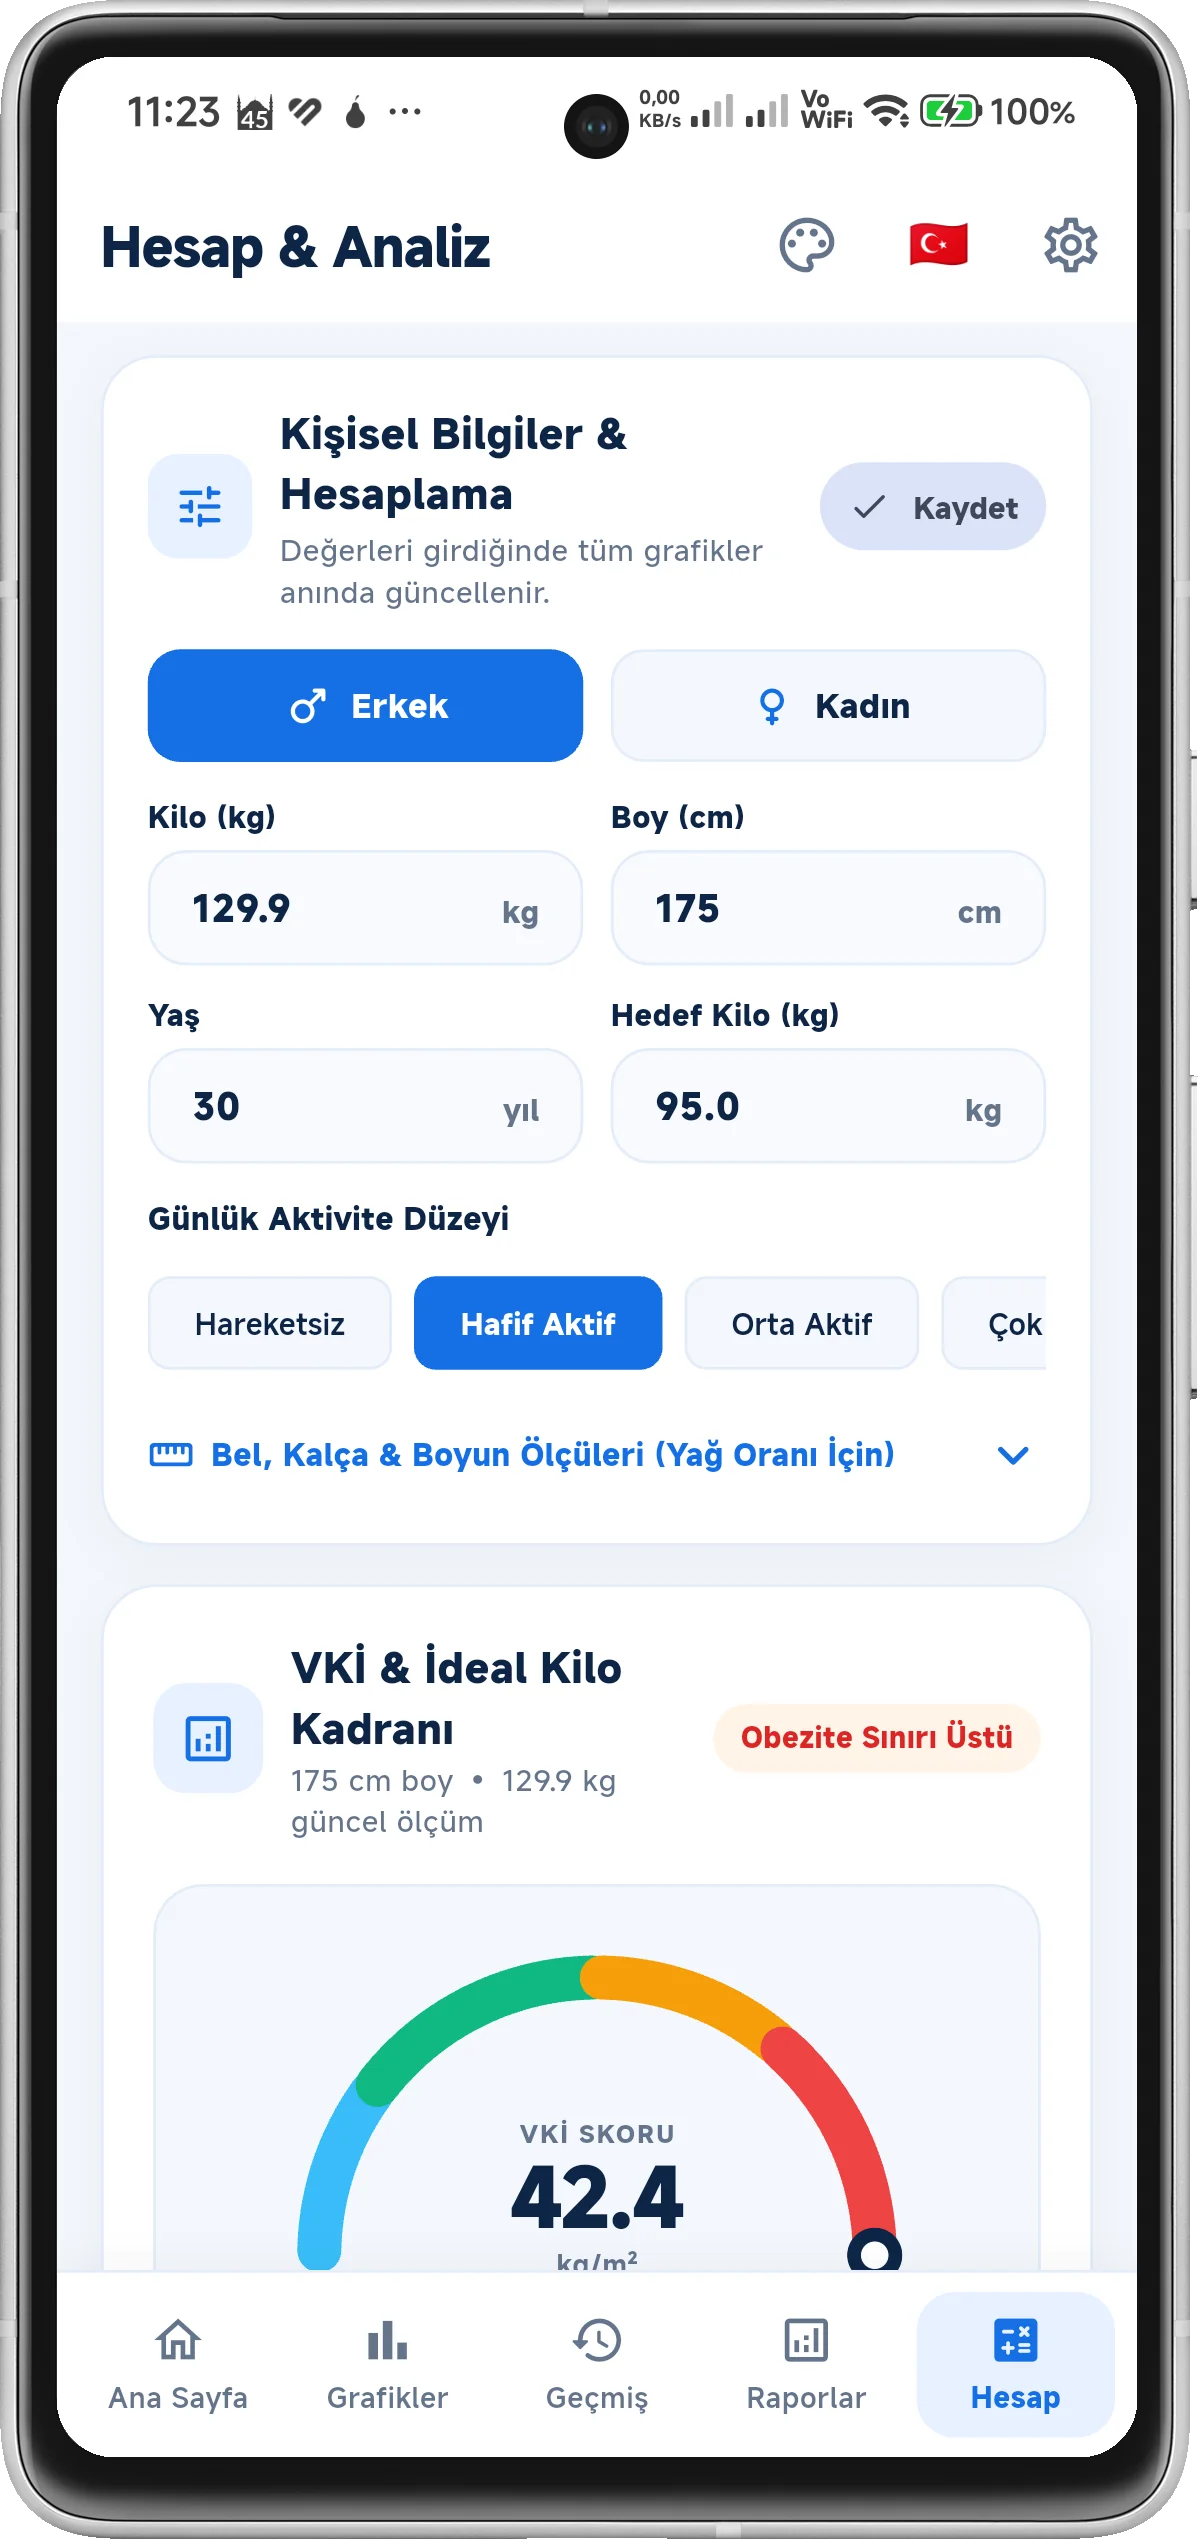 11:23 45 ... 0,00 KB/s Vo WiFi 100%
Hesap & Analiz
Kişisel Bilgiler &
Hesaplama
Değerleri girdiğinde tüm grafikler
anında güncellenir.
Kaydet
Erkek Kadın
Kilo (kg) Boy (cm)
129.9 kg 175 cm
Yaş Hedef Kilo (kg)
30 yıl 95.0 kg
Günlük Aktivite Düzeyi
Hareketsiz Hafif Aktif Orta Aktif Çok
Bel, Kalça & Boyun Ölçüleri (Yağ Oranı İçin)
VKİ & İdeal Kilo
Kadranı
175 cm boy • 129.9 kg
güncel ölçüm
Obezite Sınırı Üstü
VKİ SKORU
42.4
kg/m²
Ana Sayfa Grafikler Geçmiş Raporlar Hesap